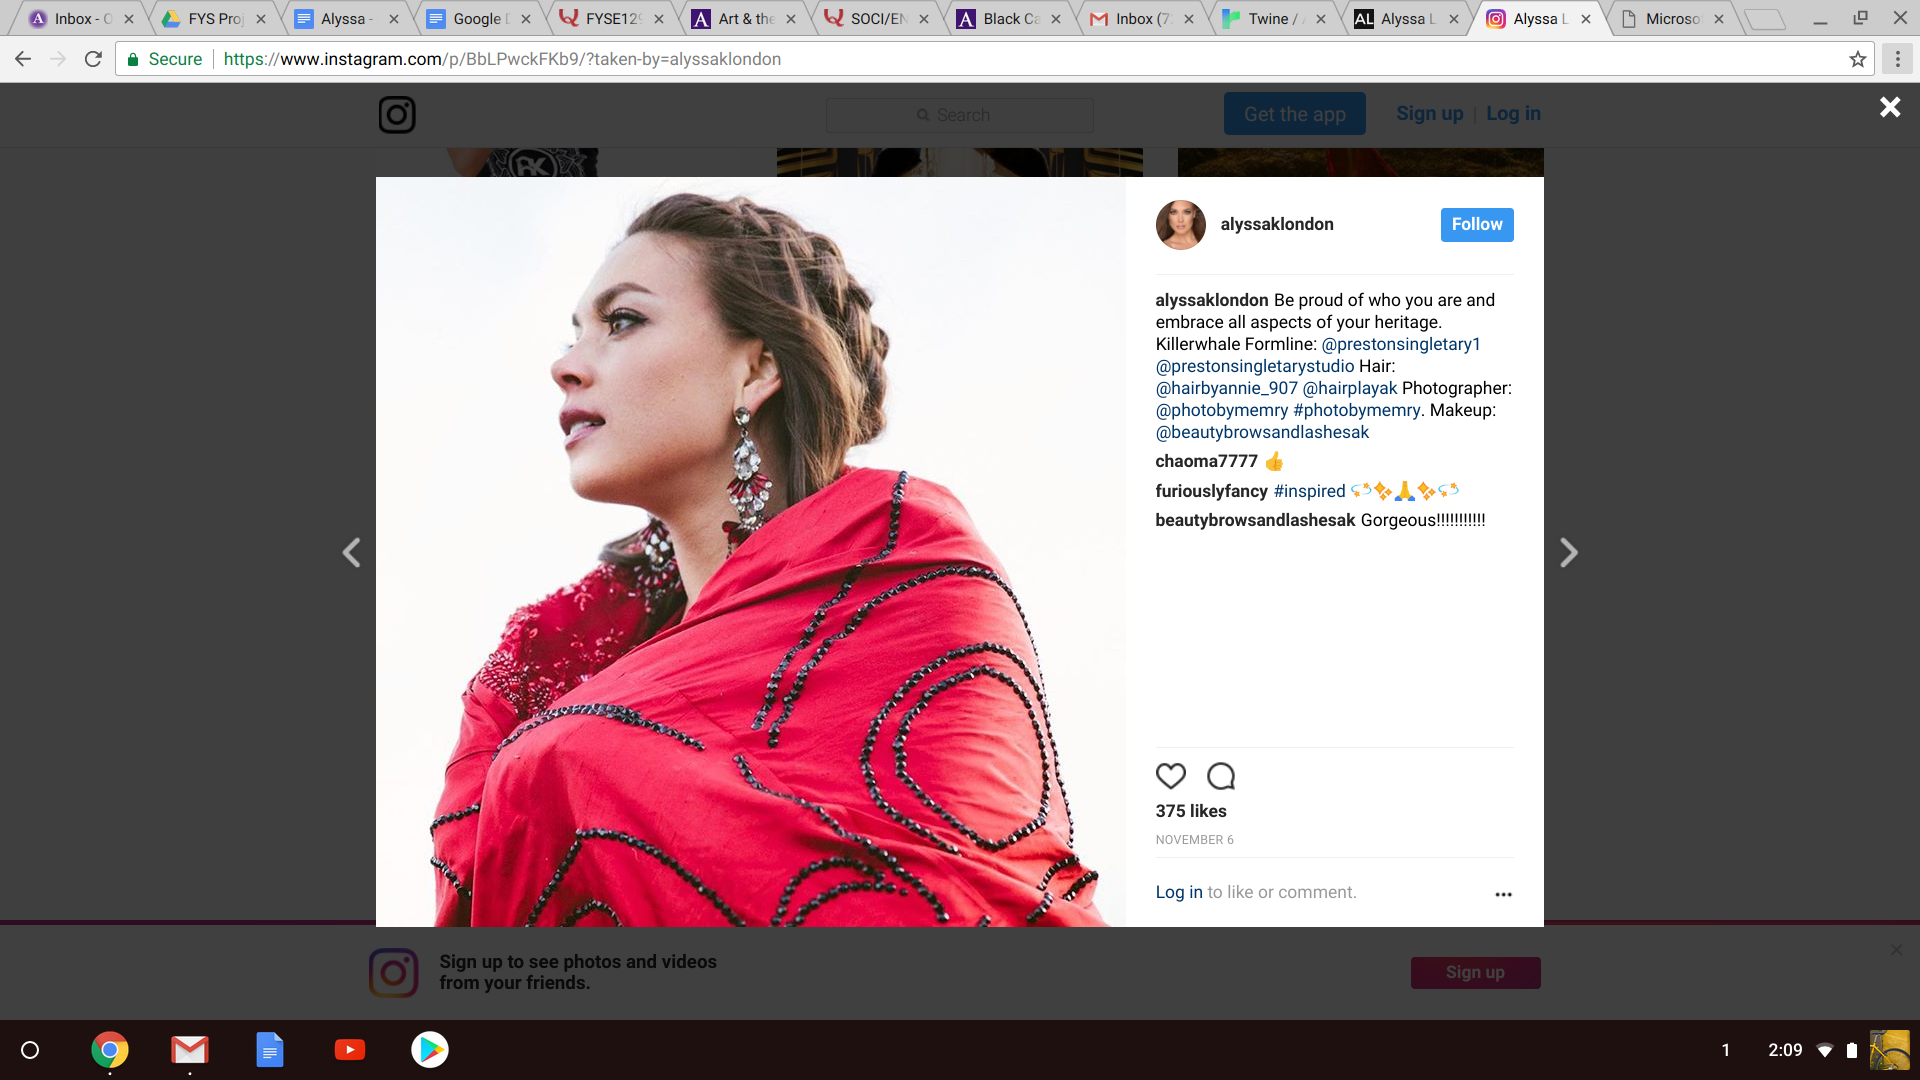 Inbox - C
FYS Proj
Alyssa -
Google D
FYSE129
Art & the
SOCI/EN
Black Ca
Inbox (7
Twine /
AL Alyssa L
Alyssa L
Microso
Secure https://www.instagram.com/p/BbLPwckFKb9/?taken-by=alyssaklondon
Search
Get the app
Sign up | Log in
alyssaklondon
Follow
alyssaklondon Be proud of who you are and
embrace all aspects of your heritage.
Killerwhale Formline: @prestonsingletary1
@prestonsingletarystudio Hair:
@hairbyannie_907 @hairplayak Photographer:
@photobymemry #photobymemry. Makeup:
@beautybrowsandlashesak
chaoma7777 👍
furiouslyfancy #inspired 💫✨🙏✨💫
beautybrowsandlashesak Gorgeous!!!!!!!!!!!
375 likes
NOVEMBER 6
Log in to like or comment.
Sign up to see photos and videos
from your friends.
Sign up
1
2:09